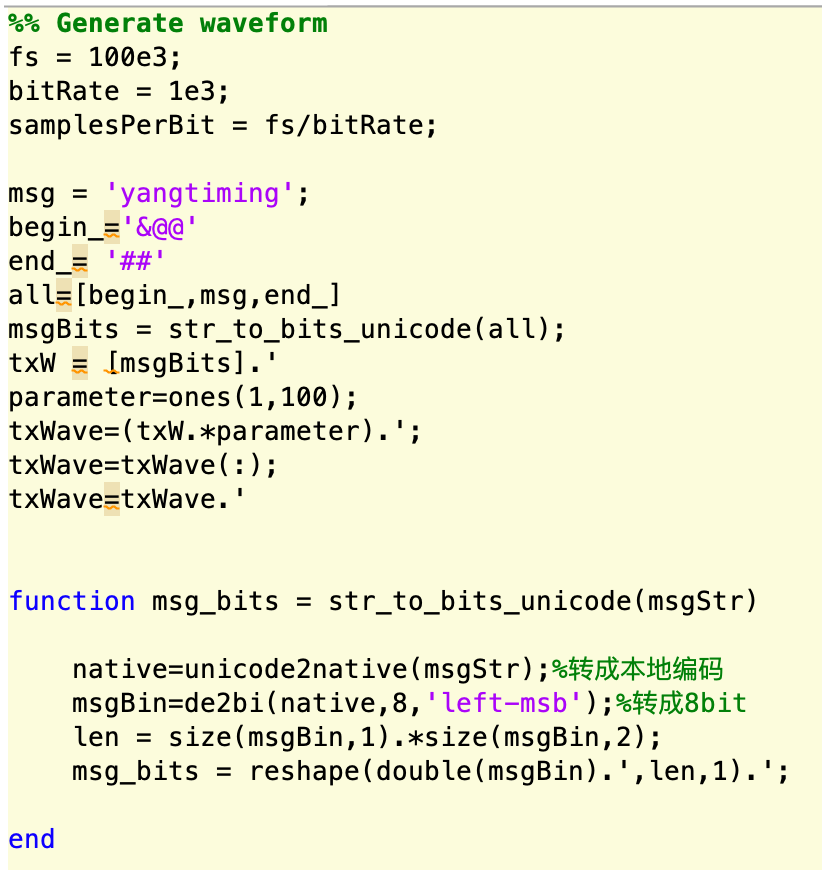 %% Generate waveform
fs = 100e3;
bitRate = 1e3;
samplesPerBit = fs/bitRate;
msg = 'yangtiming';
begin_='&@@'
end_= '##'
all=[begin_,msg,end_]
msgBits = str_to_bits_unicode(all);
txW = [msgBits].'
parameter=ones(1,100);
txWave=(txW.*parameter).';
txWave=txWave(:);
txWave=txWave.'
function msg_bits = str_to_bits_unicode(msgStr)
native=unicode2native(msgStr);%转成本地编码
msgBin=de2bi(native,8,'left-msb');%转成8bit
len = size(msgBin,1).*size(msgBin,2);
msg_bits = reshape(double(msgBin).',len,1).';
end